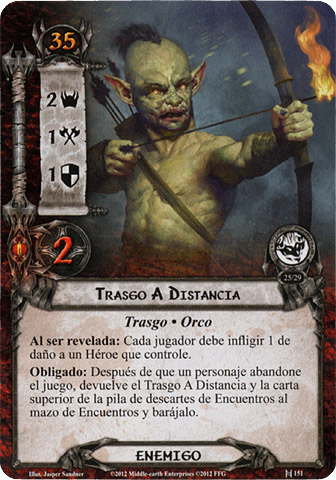 35
2
1
1
2
25/29
Trasgo A Distancia
Trasgo • Orco
Al ser revelada: Cada jugador debe infligir 1 de
daño a un Héroe que controle.
Obligado: Después de que un personaje abandone
el juego, devuelve el Trasgo A Distancia y la carta
superior de la pila de descartes de Encuentros al
mazo de Encuentros y barájalo.
ENEMIGO
Illus. Jasper Sandner ©2012 Middle-earth Enterprises ©2012 FFG 151